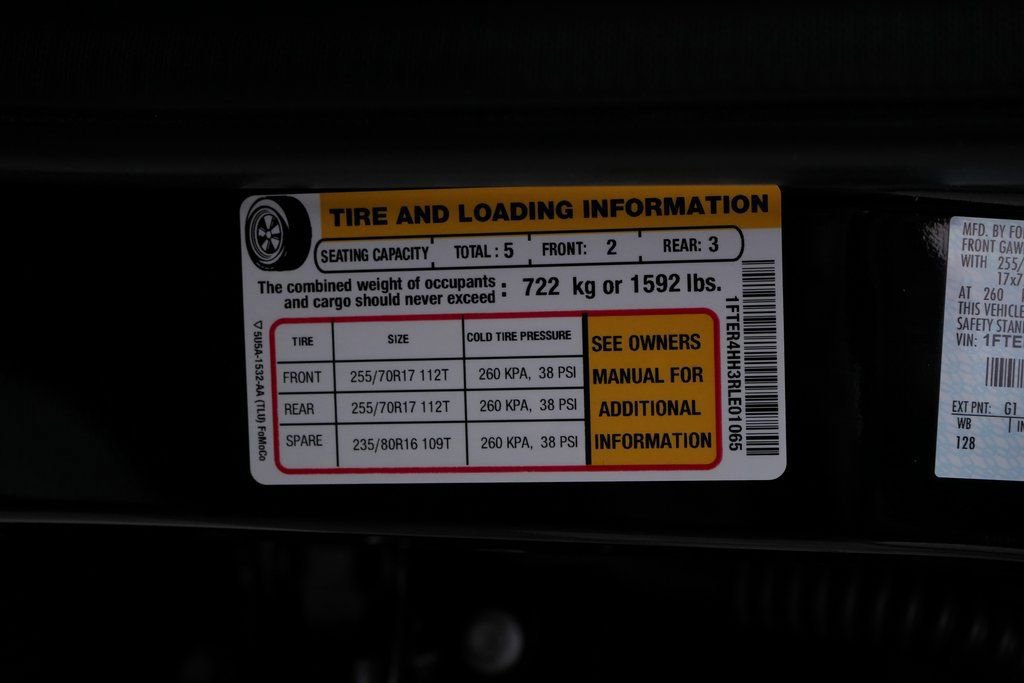 TIRE AND LOADING INFORMATION
SEATING CAPACITY TOTAL : 5 FRONT: 2 REAR: 3
The combined weight of occupants
and cargo should never exceed : 722 kg or 1592 lbs.
TIRE SIZE COLD TIRE PRESSURE
FRONT 255/70R17 112T 260 KPA, 38 PSI
REAR 255/70R17 112T 260 KPA, 38 PSI
SPARE 235/80R16 109T 260 KPA, 38 PSI
SEE OWNERS
MANUAL FOR
ADDITIONAL
INFORMATION
5U5A-1532-AA (TLU) FoMoCo
1FTER4HH3RLE01065
MFD. BY FO
FRONT GAW
WITH 255/
17x7
AT 260
THIS VEHICLE
SAFETY STAN
VIN: 1FTE
EXT PNT: G1
WB IN
128